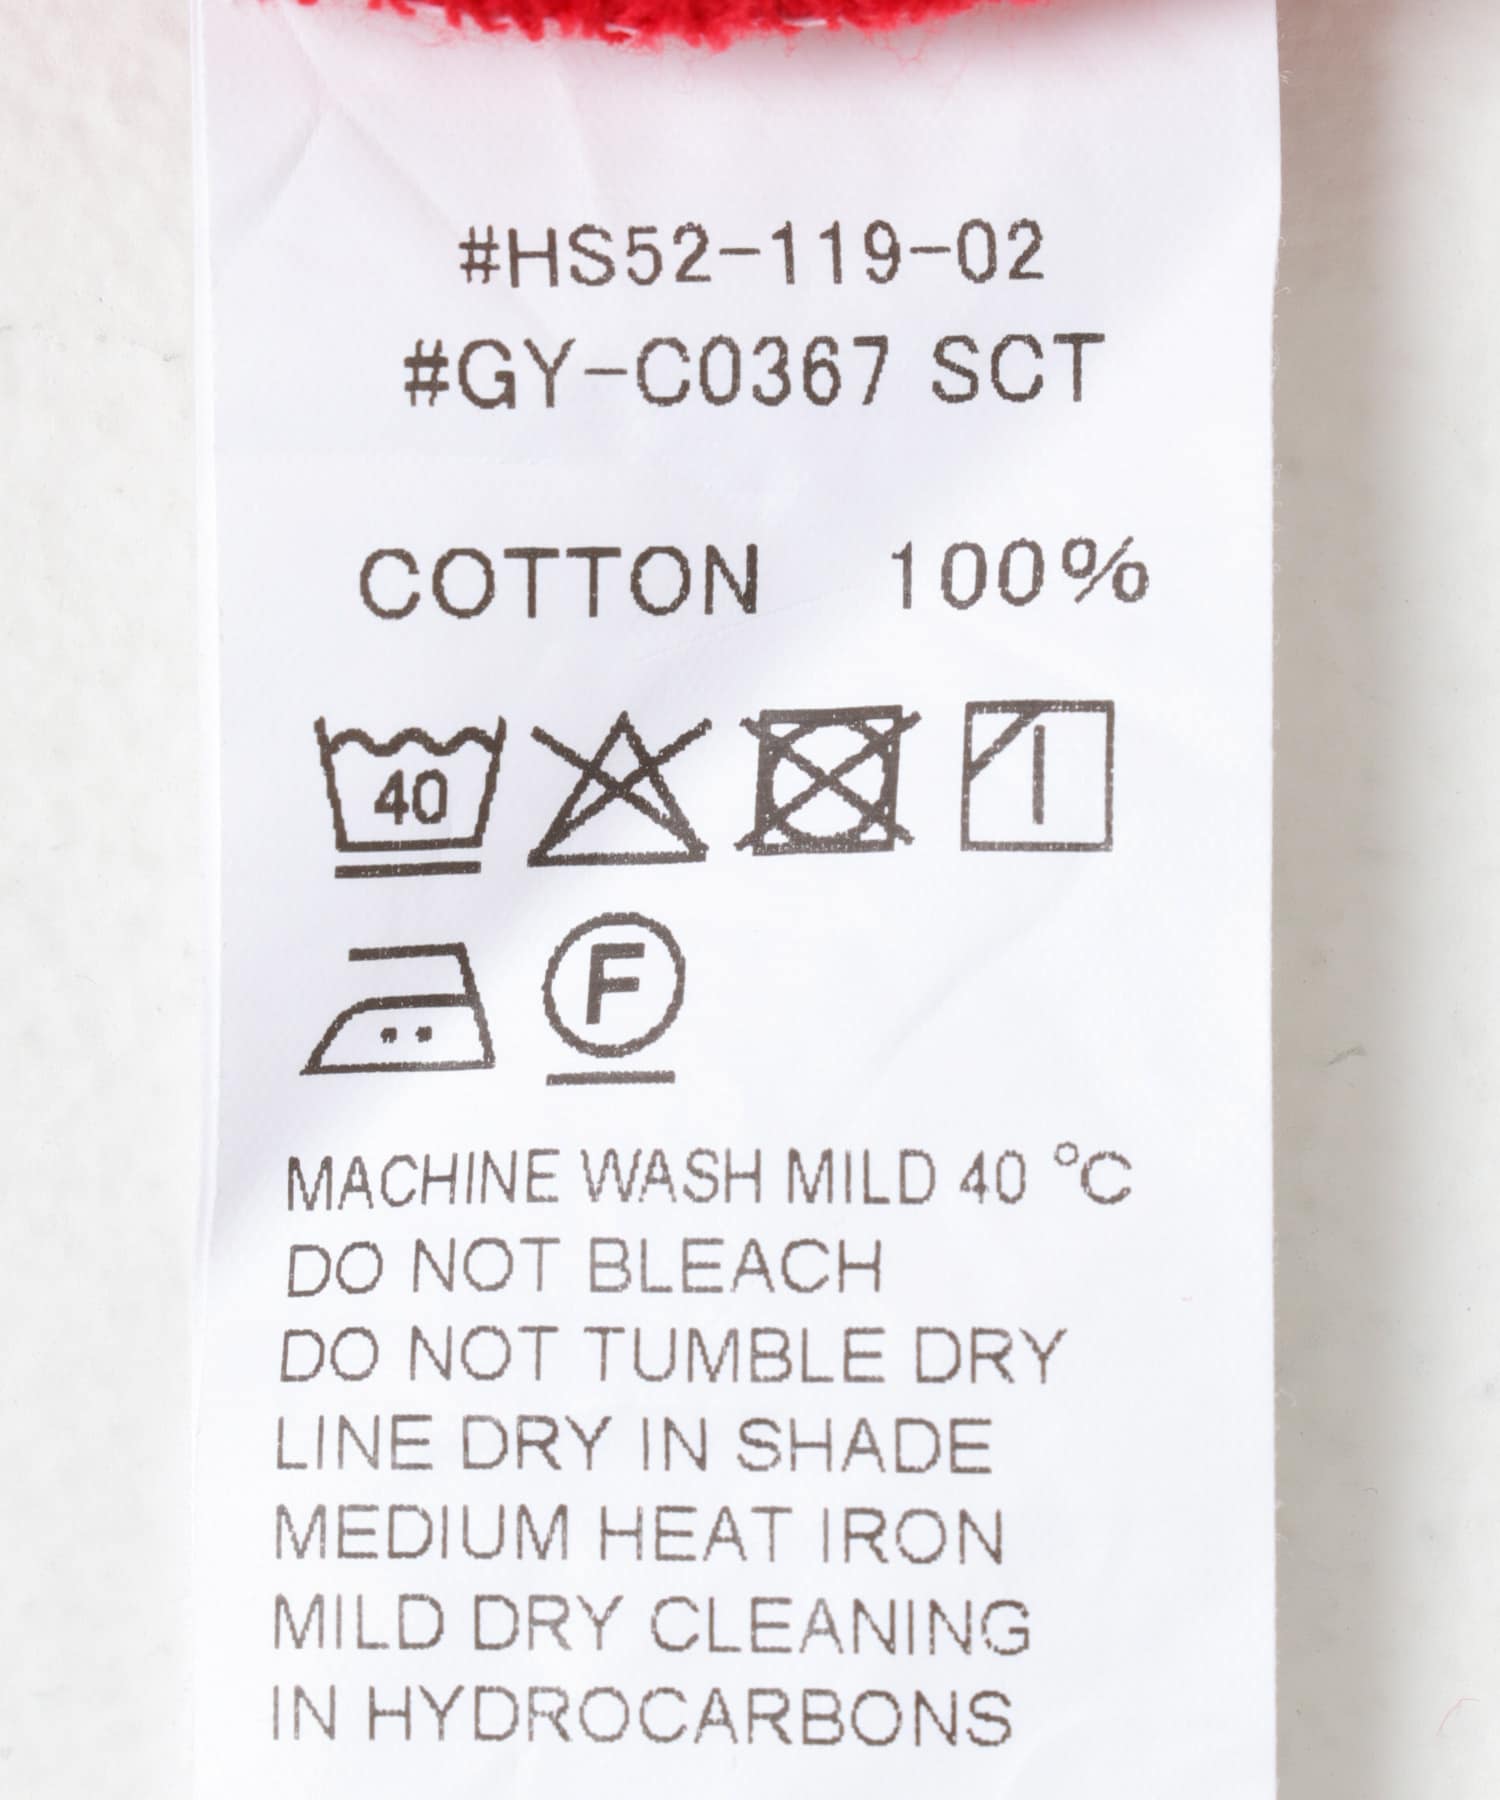 #HS52-119-02
#GY-C0367 SCT
COTTON 100%
40
F
MACHINE WASH MILD 40 °C
DO NOT BLEACH
DO NOT TUMBLE DRY
LINE DRY IN SHADE
MEDIUM HEAT IRON
MILD DRY CLEANING
IN HYDROCARBONS